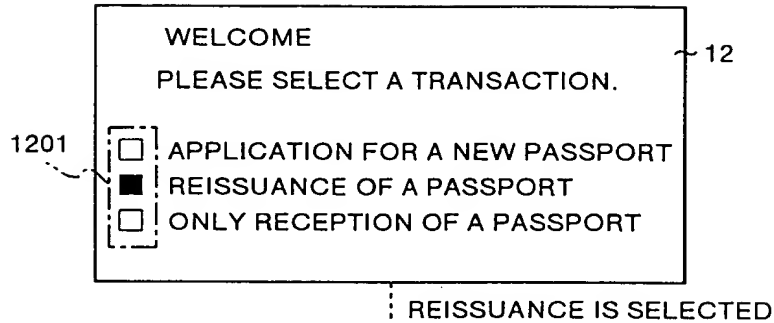 WELCOME
PLEASE SELECT A TRANSACTION.
12
1201
APPLICATION FOR A NEW PASSPORT
REISSUANCE OF A PASSPORT
ONLY RECEPTION OF A PASSPORT
REISSUANCE IS SELECTED